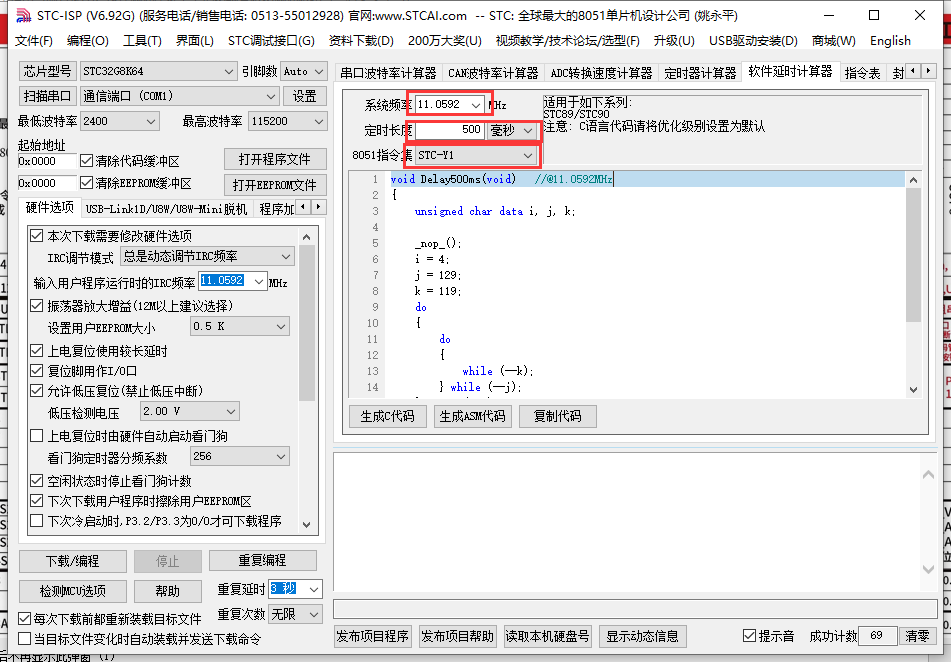 STC-ISP (V6.92G) (服务电话/销售电话: 0513-55012928) 官网:www.STCAI.com -- STC: 全球最大的8051单片机设计公司 (姚永平)
文件(F) 编程(O) 工具(T) 界面(L) STC调试接口(G) 资料下载(D) 200万大奖(U) 视频教学/技术论坛/选型(F) 升级(U) USB驱动安装(D) 商城(W) English
芯片型号 STC32G8K64 引脚数 Auto
扫描串口 通信端口 (COM1) 设置
最低波特率 2400 最高波特率 115200
起始地址
0x0000 清除代码缓冲区 打开程序文件
0x0000 清除EEPROM缓冲区 打开EEPROM文件
硬件选项 USB-Link1D/U8W/U8W-Mini脱机 程序加
本次下载需要修改硬件选项
IRC调节模式 总是动态调节IRC频率
输入用户程序运行时的IRC频率 11.0592 MHz
振荡器放大增益(12M以上建议选择)
设置用户EEPROM大小 0.5 K
上电复位使用较长延时
复位脚用作I/O口
允许低压复位(禁止低压中断)
低压检测电压 2.00 V
上电复位时由硬件自动启动看门狗
看门狗定时器分频系数 256
空闲状态时停止看门狗计数
下次下载用户程序时擦除用户EEPROM区
下次冷启动时,P3.2/P3.3为0/0才可下载程序
下载/编程 停止 重复编程
检测MCU选项 帮助 重复延时 3 秒
每次下载前都重新装载目标文件 重复次数 无限
当目标文件变化时自动装载并发送下载命令
串口波特率计算器 CAN波特率计算器 ADC转换速度计算器 定时器计算器 软件延时计算器 指令表 封
系统频率 11.0592 MHz
定时长度 500 毫秒
8051指令集 STC-Y1
适用于如下系列:
STC89/STC90
注意: C语言代码请将优化级别设置为默认
1 void Delay500ms(void) //@11.0592MHz
2 {
3 unsigned char data i, j, k;
4
5 _nop_();
6 i = 4;
7 j = 129;
8 k = 119;
9 do
10 {
11 do
12 {
13 while (--k);
14 } while (--j);
生成C代码 生成ASM代码 复制代码
发布项目程序 发布项目帮助 读取本机硬盘号 显示动态信息 提示音 成功计数 69 清零